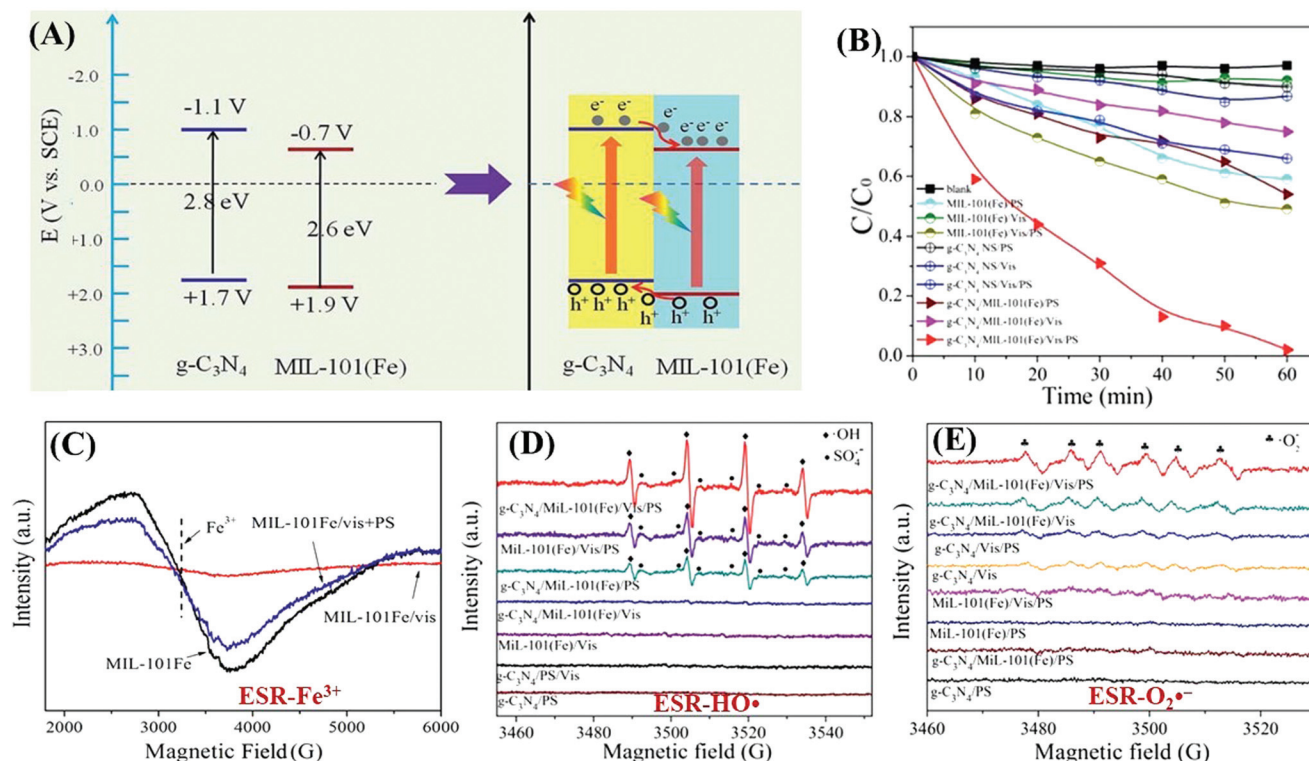 (A)
E (V vs. SCE)
-2.0
-1.0
0.0
+1.0
+2.0
+3.0
-1.1 V
2.8 eV
+1.7 V
-0.7 V
2.6 eV
+1.9 V
g-C₃N₄ MIL-101(Fe)
e⁻ e⁻
e⁻
e⁻ e⁻ e⁻
h⁺ h⁺ h⁺
h⁺
h⁺ h⁺
g-C₃N₄ MIL-101(Fe)
(B)
C/C₀
1.0
0.8
0.6
0.4
0.2
0.0
blank
MIL-101(Fe)/PS
MIL-101(Fe)/Vis
MIL-101(Fe)/Vis/PS
g-C₃N₄ NS/PS
g-C₃N₄ NS/Vis
g-C₃N₄ NS/Vis/PS
g-C₃N₄/MIL-101(Fe)/PS
g-C₃N₄/MIL-101(Fe)/Vis
g-C₃N₄/MIL-101(Fe)/Vis/PS
0 10 20 30 40 50 60
Time (min)
(C)
Intensity (a.u.)
Fe³⁺
MIL-101Fe/vis+PS
MIL-101Fe/vis
MIL-101Fe
ESR-Fe³⁺
2000 3000 4000 5000 6000
Magnetic Field (G)
(D)
Intensity (a.u.)
♦ ·OH
• SO₄·⁻
g-C₃N₄/MiL-101(Fe)/Vis/PS
MiL-101(Fe)/Vis/PS
g-C₃N₄/MiL-101(Fe)/PS
g-C₃N₄/MiL-101(Fe)/Vis
MiL-101(Fe)/Vis
g-C₃N₄/PS/Vis
g-C₃N₄/PS
ESR-HO•
3460 3480 3500 3520 3540
Magnetic field (G)
(E)
Intensity (a.u.)
♣ ·O₂⁻
g-C₃N₄/MiL-101(Fe)/Vis/PS
g-C₃N₄/MiL-101(Fe)/Vis
g-C₃N₄/Vis/PS
g-C₃N₄/Vis
MiL-101(Fe)/Vis/PS
MiL-101(Fe)/PS
g-C₃N₄/MiL-101(Fe)/PS
g-C₃N₄/PS
ESR-O₂•⁻
3460 3480 3500 3520
Magnetic field (G)